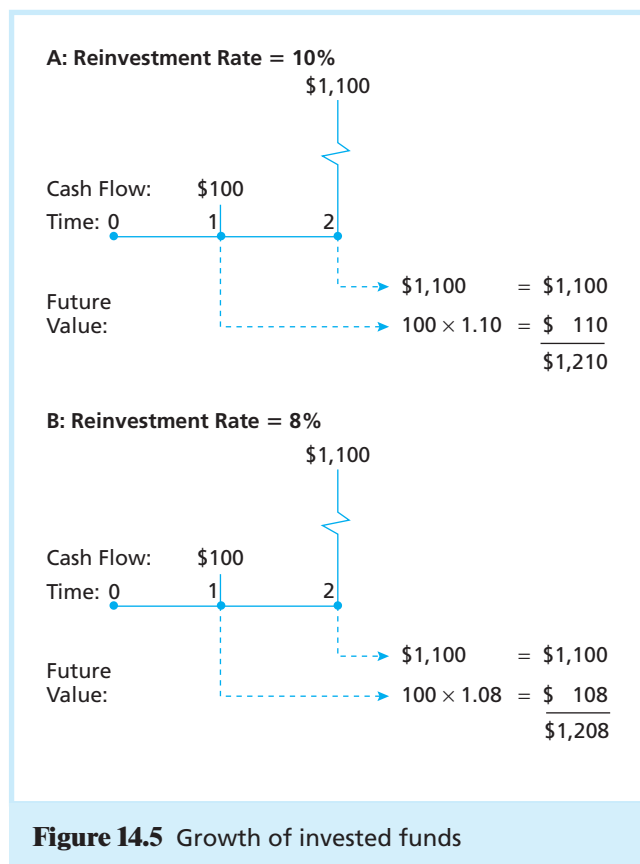 A: Reinvestment Rate = 10%
$1,100
Cash Flow: $100
Time: 0 1 2
$1,100 = $1,100
Future
Value: 100 × 1.10 = $ 110
$1,210
B: Reinvestment Rate = 8%
$1,100
Cash Flow: $100
Time: 0 1 2
$1,100 = $1,100
Future
Value: 100 × 1.08 = $ 108
$1,208
Figure 14.5 Growth of invested funds